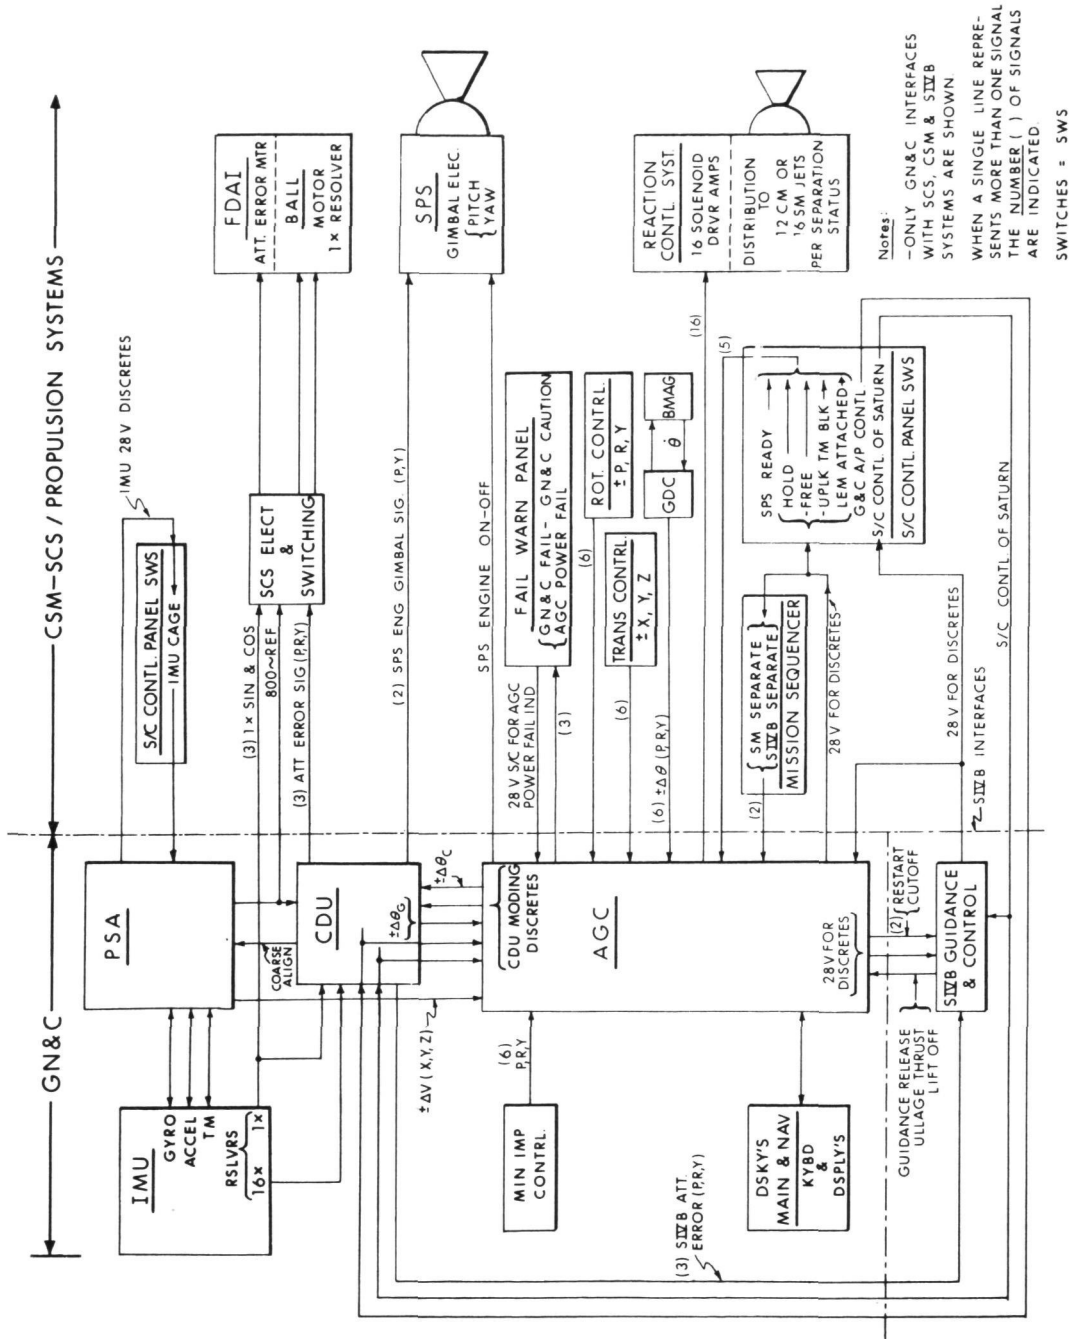 GN&C
CSM-SCS / PROPULSION SYSTEMS
IMU
GYRO
ACCEL
TM
RSLVRS
16x 1x
PSA
COARSE
ALIGN
CDU
±ΔθG
±ΔθC
±ΔV (X,Y,Z)
IMU 28V DISCRETES
S/C CONTL. PANEL SWS
IMU CAGE
(3) 1x SIN & COS
800~REF
(3) ATT ERROR SIG (P,R,Y)
SCS ELECT
&
SWITCHING
FDAI
ATT. ERROR MTR
BALL
MOTOR
1x RESOLVER
(2) SPS ENG GIMBAL SIG. (P,Y)
SPS ENGINE ON-OFF
SPS
GIMBAL ELEC.
PITCH
YAW
CDU MODING
DISCRETES
AGC
28V FOR
DISCRETES
MIN IMP
CONTRL.
(6)
P,R,Y
DSKY'S
MAIN & NAV
KYBD
&
DSPLY'S
(3) SIVB ATT.
ERROR (P,R,Y)
28V S/C FOR AGC
POWER FAIL IND
(3)
FAIL WARN PANEL
GN&C FAIL- GN&C CAUTION
AGC POWER FAIL
(6)
ROT. CONTRL.
± P, R, Y
(6)
TRANS CONTRL.
± X, Y, Z
(6) ±Δθ (P,R,Y)
GDC
θ̇
BMAG
(16)
(5)
REACTION
CONTL. SYST.
16 SOLENOID
DRVR AMPS
DISTRIBUTION
TO
12 CM OR
16 SM JETS
PER SEPARATION
STATUS
(2)
SM SEPARATE
SIVB SEPARATE
MISSION SEQUENCER
28V FOR DISCRETES
SPS READY
HOLD
-FREE
-UPLK TM BLK
LEM ATTACHED
G&C A/P CONTL
S/C CONTL. OF SATURN
S/C CONTL. PANEL SWS
28V FOR DISCRETES
S/C CONTL OF SATURN
SIVB INTERFACES
(2) RESTART
CUTOFF
SIVB GUIDANCE
& CONTROL
GUIDANCE RELEASE
ULLAGE THRUST
LIFT OFF
Notes:
-ONLY GN&C INTERFACES
WITH SCS, CSM & SIVB
SYSTEMS ARE SHOWN.
WHEN A SINGLE LINE REPRE-
SENTS MORE THAN ONE SIGNAL
THE NUMBER ( ) OF SIGNALS
ARE INDICATED.
SWITCHES = SWS